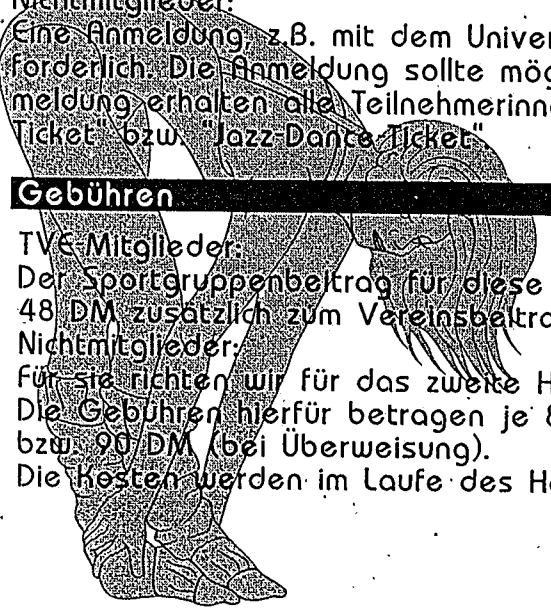 Nichtmitglieder:
Eine Anmeldung, z.B. mit dem Univer
forderlich. Die Anmeldung sollte mög
meldung erhalten alle Teilnehmerinn
Ticket" bzw. "Jazz-Dance-Ticket"
Gebühren
TVE-Mitglieder:
Der Sportgruppenbeitrag für diese
48 DM zusätzlich zum Vereinsbeitra
Nichtmitglieder:
Für sie richten wir für das zweite H
Die Gebühren hierfür betragen je 8
bzw. 90 DM (bei Überweisung).
Die Kosten werden im Laufe des Ha